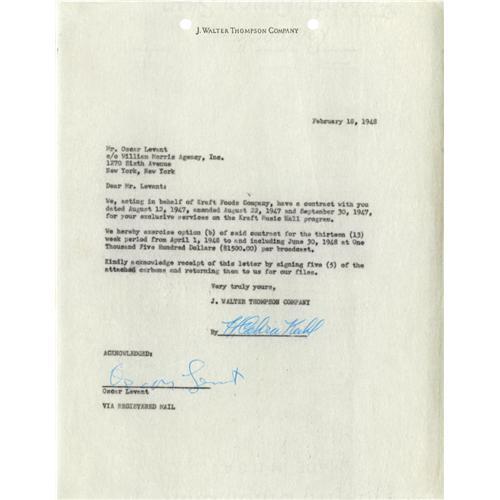 J. WALTER THOMPSON COMPANY
February 18, 1948
Mr. Oscar Levant
c/o William Morris Agency, Inc.
1270 Sixth Avenue
New York, New York
Dear Mr. Levant:
We, acting in behalf of Kraft Foods Company, have a contract with you
dated August 12, 1947, amended August 22, 1947 and September 30, 1947,
for your exclusive services on the Kraft Music Hall program.
We hereby exercise option (b) of said contract for the thirteen (13)
week period from April 1, 1948 to and including June 30, 1948 at One
Thousand Five Hundred Dollars ($1500.00) per broadcast.
Kindly acknowledge receipt of this letter by signing five (5) of the
attached carbons and returning them to us for our files.
Very truly yours,
J. WALTER THOMPSON COMPANY
By
ACKNOWLEDGED:
Oscar Levant
Oscar Levant
VIA REGISTERED MAIL